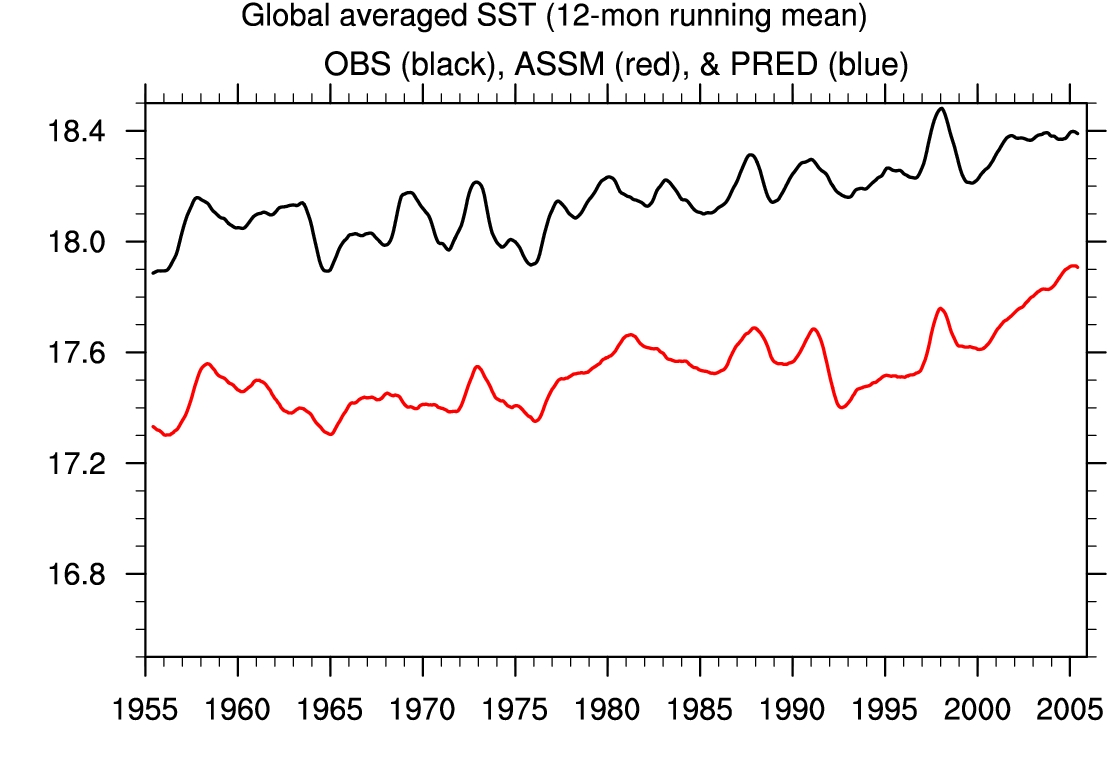 Global averaged SST (12-mon running mean)
OBS (black), ASSM (red), & PRED (blue)
18.4
18.0
17.6
17.2
16.8
1955 1960 1965 1970 1975 1980 1985 1990 1995 2000 2005